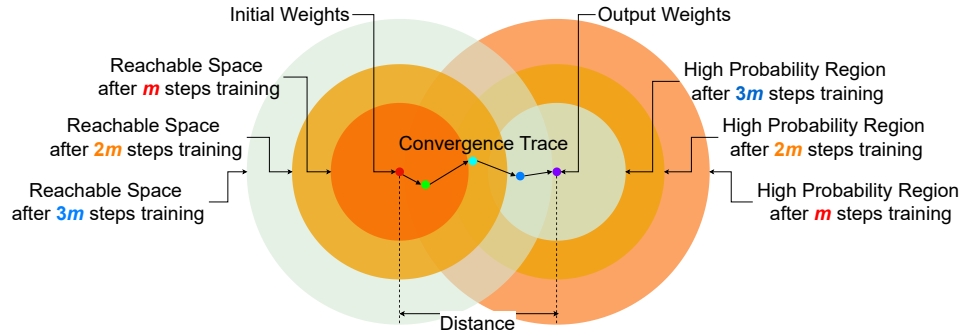 Initial Weights
Output Weights
Reachable Space
after m steps training
Reachable Space
after 2m steps training
Reachable Space
after 3m steps training
Convergence Trace
High Probability Region
after 3m steps training
High Probability Region
after 2m steps training
High Probability Region
after m steps training
Distance